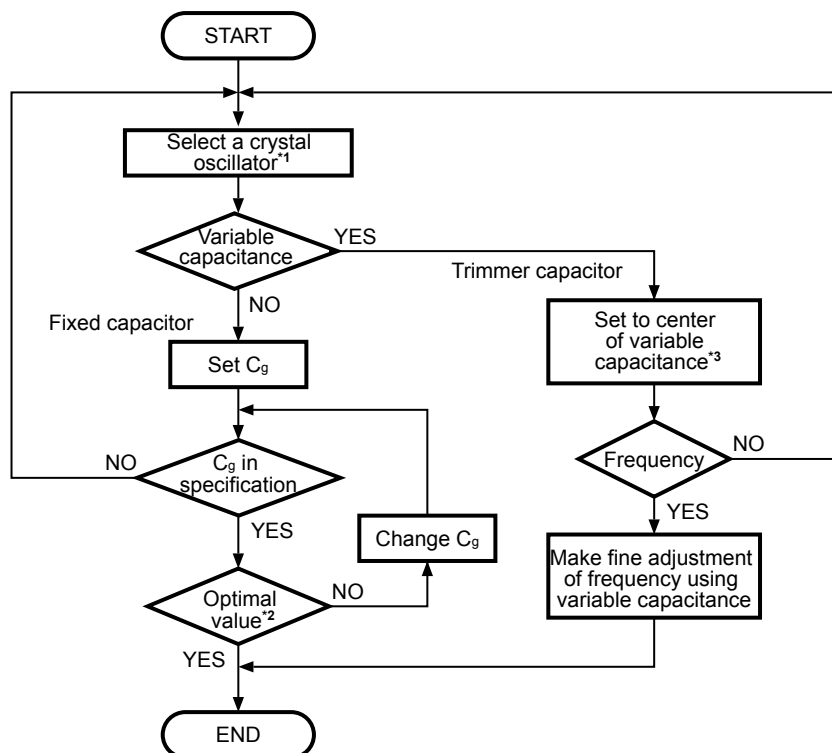 START
Select a crystal
oscillator*1
Variable
capacitance
YES
Trimmer capacitor
NO
Fixed capacitor
Set Cg
Set to center
of variable
capacitance*3
NO
Cg in
specification
Frequency
NO
YES
YES
Change Cg
Make fine adjustment
of frequency using
variable capacitance
Optimal
value*2
NO
YES
END